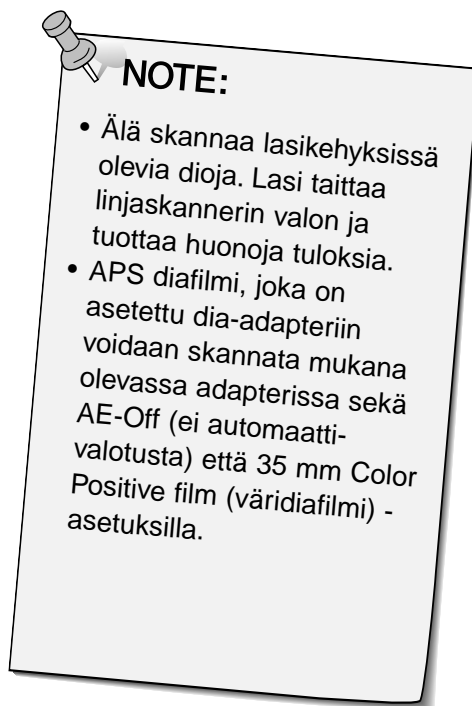 NOTE:
• Älä skannaa lasikehyksissä
olevia dioja. Lasi taittaa
linjaskannerin valon ja
tuottaa huonoja tuloksia.
• APS diafilmi, joka on
asetettu dia-adapteriin
voidaan skannata mukana
olevassa adapterissa sekä
AE-Off (ei automaatti-
valotusta) että 35 mm Color
Positive film (väridiafilmi) -
asetuksilla.